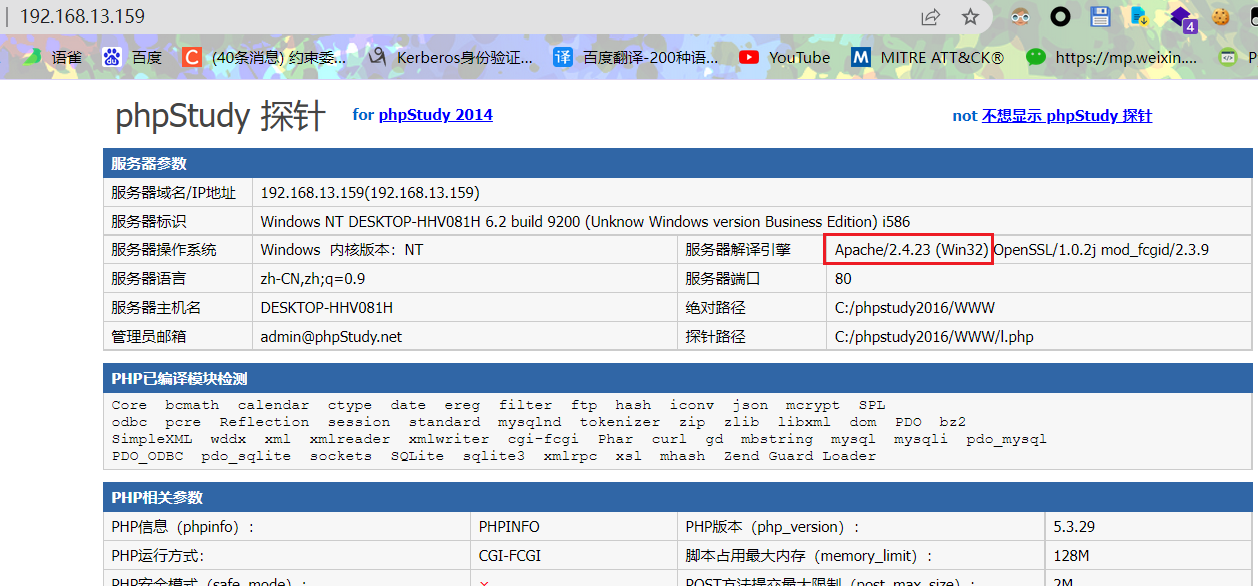 192.168.13.159
4
语雀 百度 C (40条消息) 约束委... Kerberos身份验证... 译 百度翻译-200种语... YouTube M MITRE ATT&CK® https://mp.weixin.... P
phpStudy 探针 for phpStudy 2014 not 不想显示 phpStudy 探针
服务器参数
服务器域名/IP地址 192.168.13.159(192.168.13.159)
服务器标识 Windows NT DESKTOP-HHV081H 6.2 build 9200 (Unknow Windows version Business Edition) i586
服务器操作系统 Windows 内核版本：NT 服务器解译引擎 Apache/2.4.23 (Win32) OpenSSL/1.0.2j mod_fcgid/2.3.9
服务器语言 zh-CN,zh;q=0.9 服务器端口 80
服务器主机名 DESKTOP-HHV081H 绝对路径 C:/phpstudy2016/WWW
管理员邮箱 admin@phpStudy.net 探针路径 C:/phpstudy2016/WWW/l.php
PHP已编译模块检测
Core bcmath calendar ctype date ereg filter ftp hash iconv json mcrypt SPL
odbc pcre Reflection session standard mysqlnd tokenizer zip zlib libxml dom PDO bz2
SimpleXML wddx xml xmlreader xmlwriter cgi-fcgi Phar curl gd mbstring mysql mysqli pdo_mysql
PDO_ODBC pdo_sqlite sockets SQLite sqlite3 xmlrpc xsl mhash Zend Guard Loader
PHP相关参数
PHP信息（phpinfo）: PHPINFO PHP版本（php_version）: 5.3.29
PHP运行方式: CGI-FCGI 脚本占用最大内存（memory_limit）: 128M
PHP安全模式（safe_mode）: × POST方法提交最大限制（post_max_size）: 2M